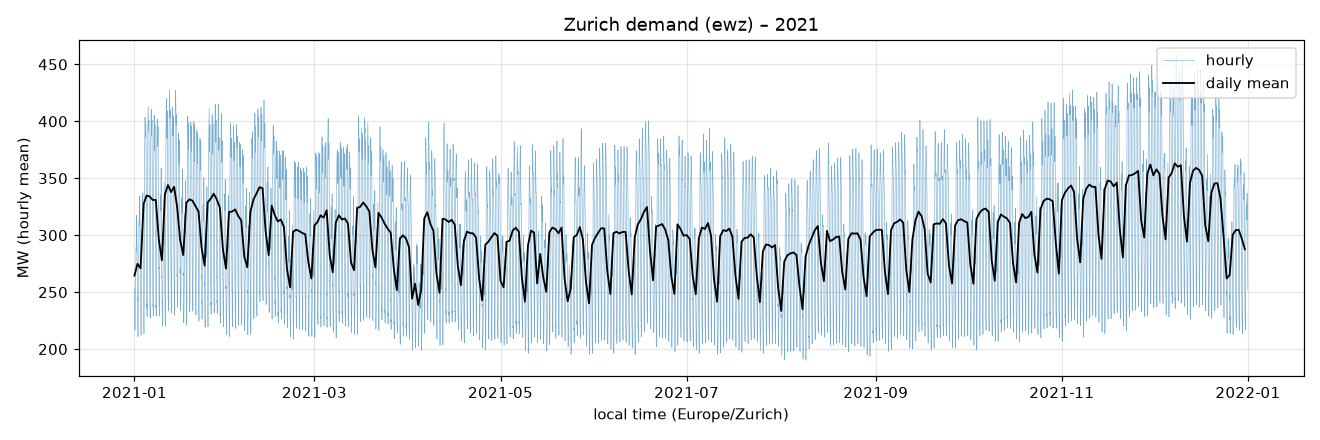 Zurich demand (ewz) – 2021
MW (hourly mean)
450
400
350
300
250
200
hourly
daily mean
2021-01
2021-03
2021-05
2021-07
2021-09
2021-11
2022-01
local time (Europe/Zurich)